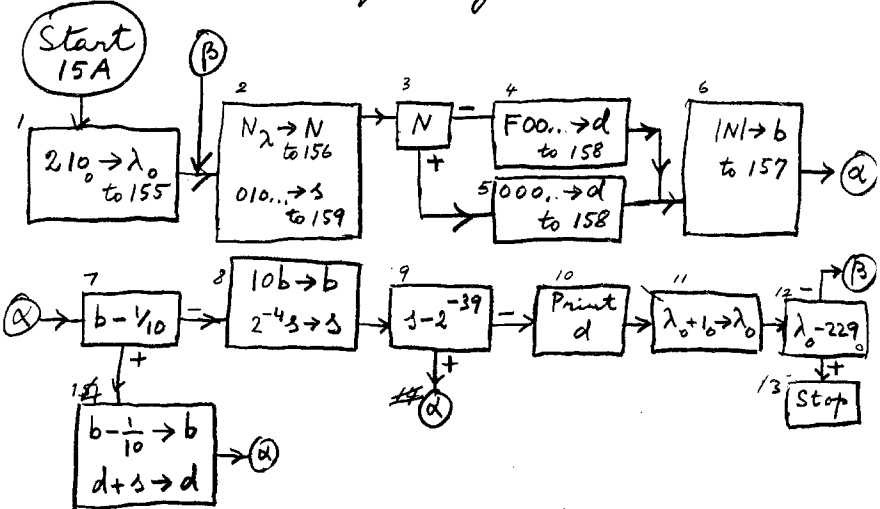 Start
15A
β
1
210₀ → λ₀
to 155
2
N_λ → N
to 156
010... → s
to 159
3
N
−
+
4
F00... → d
to 158
5
000... → d
to 158
6
|N| → b
to 157
α
α
7
b - 1/10
−
+
8
10b → b
2⁻⁴s → s
9
s - 2⁻³⁹
−
+
α
10
Print
d
11
λ₀+1₀→λ₀
12
λ₀-229₀
−
β
+
13
Stop
b - 1/10 → b
d + s → d
α